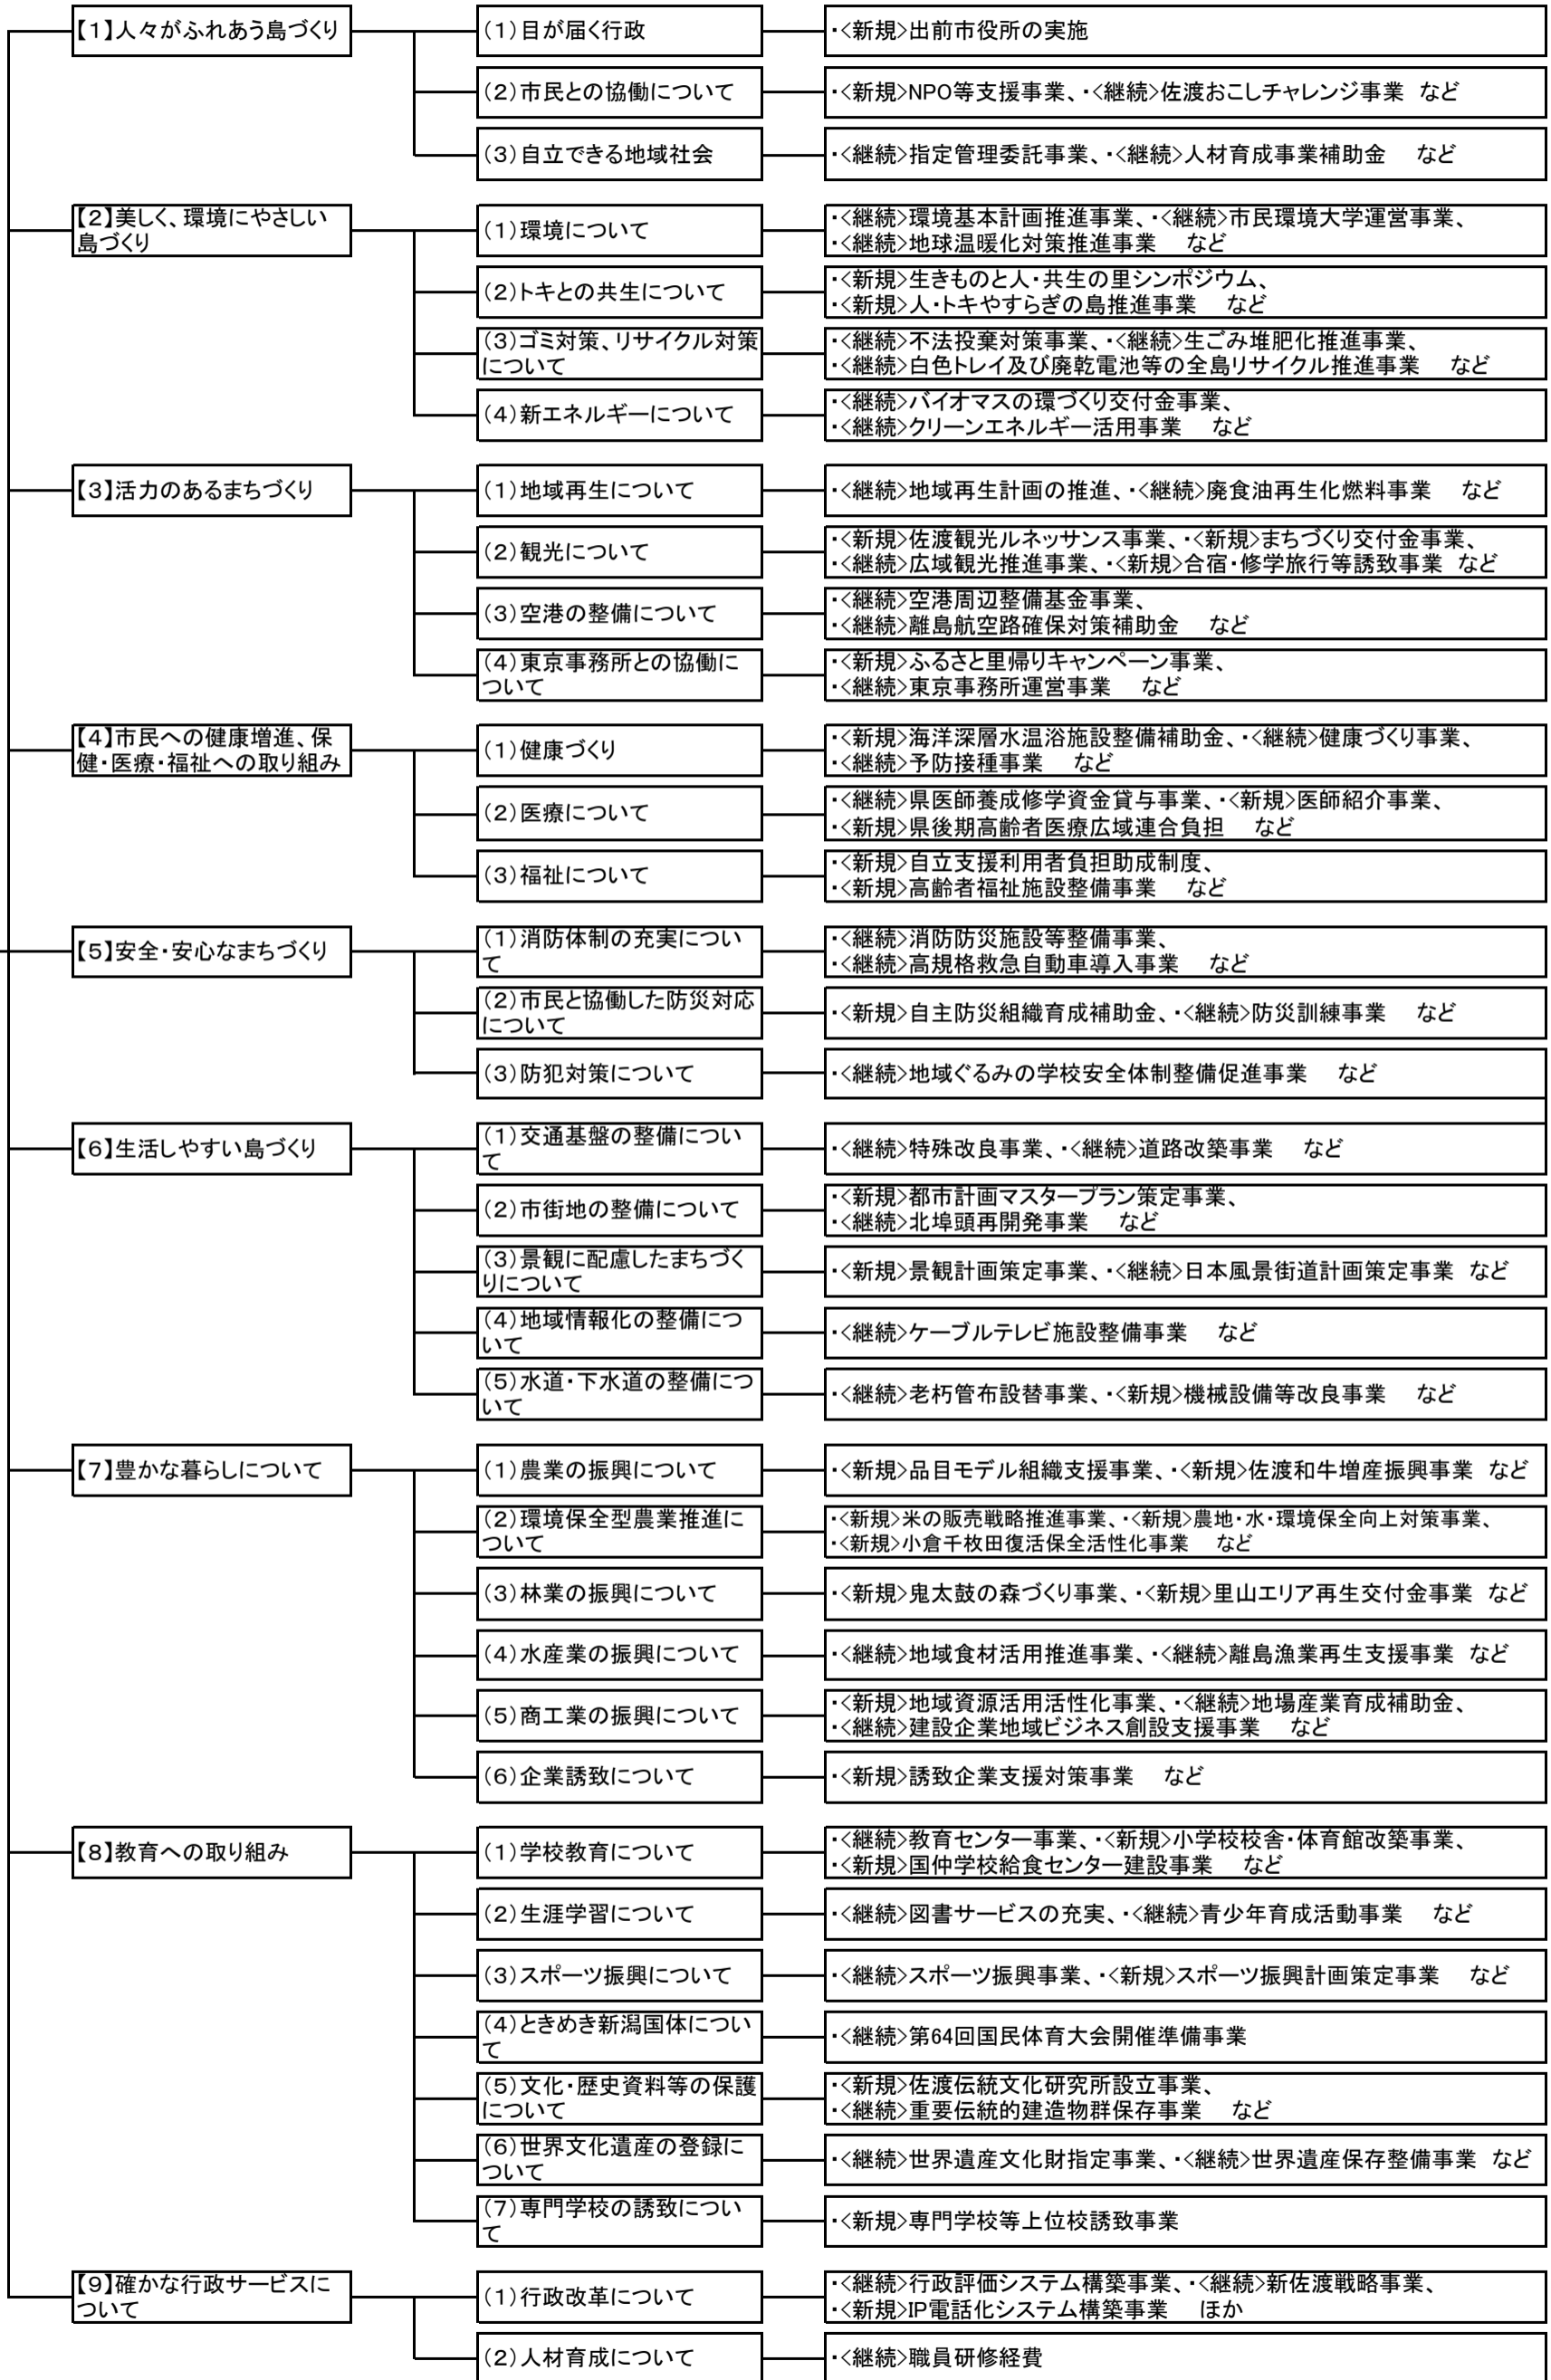 【1】人々がふれあう島づくり
(1)目が届く行政
・<新規>出前市役所の実施
(2)市民との協働について
・<新規>NPO等支援事業、・<継続>佐渡おこしチャレンジ事業 など
(3)自立できる地域社会
・<継続>指定管理委託事業、・<継続>人材育成事業補助金 など
【2】美しく、環境にやさしい
島づくり
(1)環境について
・<継続>環境基本計画推進事業、・<継続>市民環境大学運営事業、
・<継続>地球温暖化対策推進事業 など
(2)トキとの共生について
・<新規>生きものと人・共生の里シンポジウム、
・<新規>人・トキやすらぎの島推進事業 など
(3)ゴミ対策、リサイクル対策
について
・<継続>不法投棄対策事業、・<継続>生ごみ堆肥化推進事業、
・<継続>白色トレイ及び廃乾電池等の全島リサイクル推進事業 など
(4)新エネルギーについて
・<継続>バイオマスの環づくり交付金事業、
・<継続>クリーンエネルギー活用事業 など
【3】活力のあるまちづくり
(1)地域再生について
・<継続>地域再生計画の推進、・<継続>廃食油再生化燃料事業 など
(2)観光について
・<新規>佐渡観光ルネッサンス事業、・<新規>まちづくり交付金事業、
・<継続>広域観光推進事業、・<新規>合宿・修学旅行等誘致事業 など
(3)空港の整備について
・<継続>空港周辺整備基金事業、
・<継続>離島航空路確保対策補助金 など
(4)東京事務所との協働に
ついて
・<新規>ふるさと里帰りキャンペーン事業、
・<継続>東京事務所運営事業 など
【4】市民への健康増進、保
健・医療・福祉への取り組み
(1)健康づくり
・<新規>海洋深層水温浴施設整備補助金、・<継続>健康づくり事業、
・<継続>予防接種事業 など
(2)医療について
・<継続>県医師養成修学資金貸与事業、・<新規>医師紹介事業、
・<新規>県後期高齢者医療広域連合負担 など
(3)福祉について
・<新規>自立支援利用者負担助成制度、
・<新規>高齢者福祉施設整備事業 など
【5】安全・安心なまちづくり
(1)消防体制の充実につい
て
・<継続>消防防災施設等整備事業、
・<継続>高規格救急自動車導入事業 など
(2)市民と協働した防災対応
について
・<新規>自主防災組織育成補助金、・<継続>防災訓練事業 など
(3)防犯対策について
・<継続>地域ぐるみの学校安全体制整備促進事業 など
【6】生活しやすい島づくり
(1)交通基盤の整備につい
て
・<継続>特殊改良事業、・<継続>道路改築事業 など
(2)市街地の整備について
・<新規>都市計画マスタープラン策定事業、
・<継続>北埠頭再開発事業 など
(3)景観に配慮したまちづく
りについて
・<新規>景観計画策定事業、・<継続>日本風景街道計画策定事業 など
(4)地域情報化の整備につ
いて
・<継続>ケーブルテレビ施設整備事業 など
(5)水道・下水道の整備につ
いて
・<継続>老朽管布設替事業、・<新規>機械設備等改良事業 など
【7】豊かな暮らしについて
(1)農業の振興について
・<新規>品目モデル組織支援事業、・<新規>佐渡和牛増産振興事業 など
(2)環境保全型農業推進に
ついて
・<新規>米の販売戦略推進事業、・<新規>農地・水・環境保全向上対策事業、
・<新規>小倉千枚田復活保全活性化事業 など
(3)林業の振興について
・<新規>鬼太鼓の森づくり事業、・<新規>里山エリア再生交付金事業 など
(4)水産業の振興について
・<継続>地域食材活用推進事業、・<継続>離島漁業再生支援事業 など
(5)商工業の振興について
・<新規>地域資源活用活性化事業、・<継続>地場産業育成補助金、
・<継続>建設企業地域ビジネス創設支援事業 など
(6)企業誘致について
・<新規>誘致企業支援対策事業 など
【8】教育への取り組み
(1)学校教育について
・<継続>教育センター事業、・<新規>小学校校舎・体育館改築事業、
・<新規>国仲学校給食センター建設事業 など
(2)生涯学習について
・<継続>図書サービスの充実、・<継続>青少年育成活動事業 など
(3)スポーツ振興について
・<継続>スポーツ振興事業、・<新規>スポーツ振興計画策定事業 など
(4)ときめき新潟国体につい
て
・<継続>第64回国民体育大会開催準備事業
(5)文化・歴史資料等の保護
について
・<新規>佐渡伝統文化研究所設立事業、
・<継続>重要伝統的建造物群保存事業 など
(6)世界文化遺産の登録に
ついて
・<継続>世界遺産文化財指定事業、・<継続>世界遺産保存整備事業 など
(7)専門学校の誘致につい
て
・<新規>専門学校等上位校誘致事業
【9】確かな行政サービスに
ついて
(1)行政改革について
・<継続>行政評価システム構築事業、・<継続>新佐渡戦略事業、
・<新規>IP電話化システム構築事業 ほか
(2)人材育成について
・<継続>職員研修経費